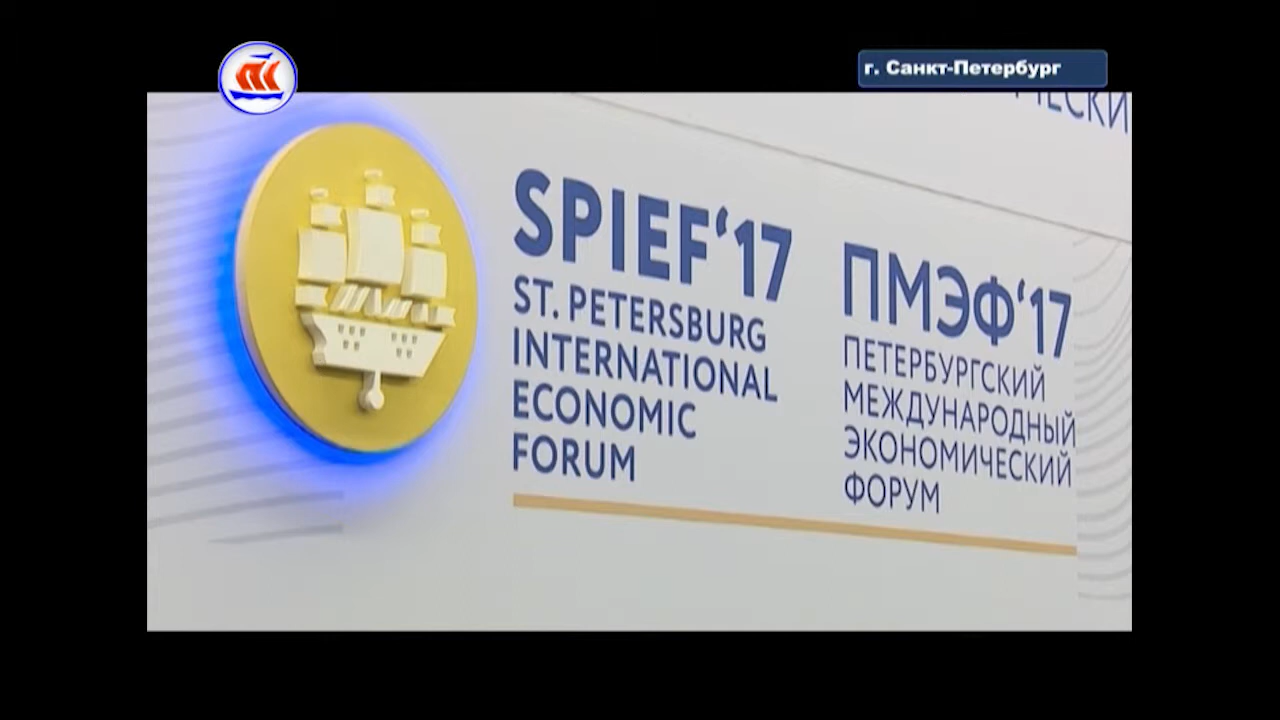 г. Санкт-Петербург
SPIEF‘17
ST. PETERSBURG
INTERNATIONAL
ECONOMIC
FORUM
ПМЭФ‘17
ПЕТЕРБУРГСКИЙ
МЕЖДУНАРОДНЫЙ
ЭКОНОМИЧЕСКИЙ
ФОРУМ